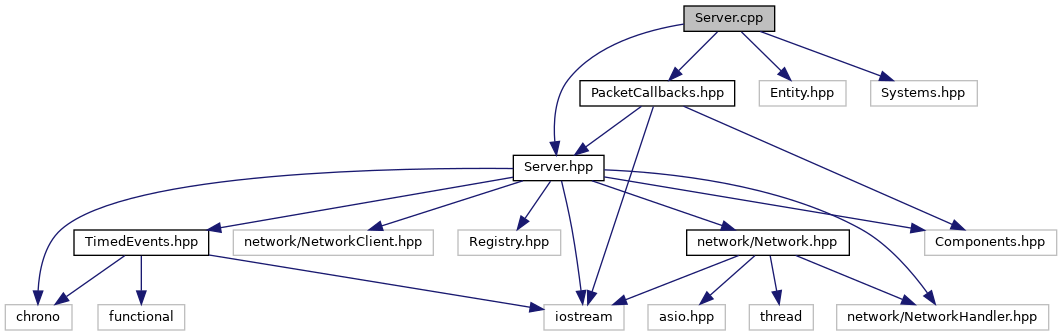 Server.cpp
PacketCallbacks.hpp
Entity.hpp
Systems.hpp
Server.hpp
TimedEvents.hpp
network/NetworkClient.hpp
Registry.hpp
network/Network.hpp
Components.hpp
chrono
functional
iostream
asio.hpp
thread
network/NetworkHandler.hpp